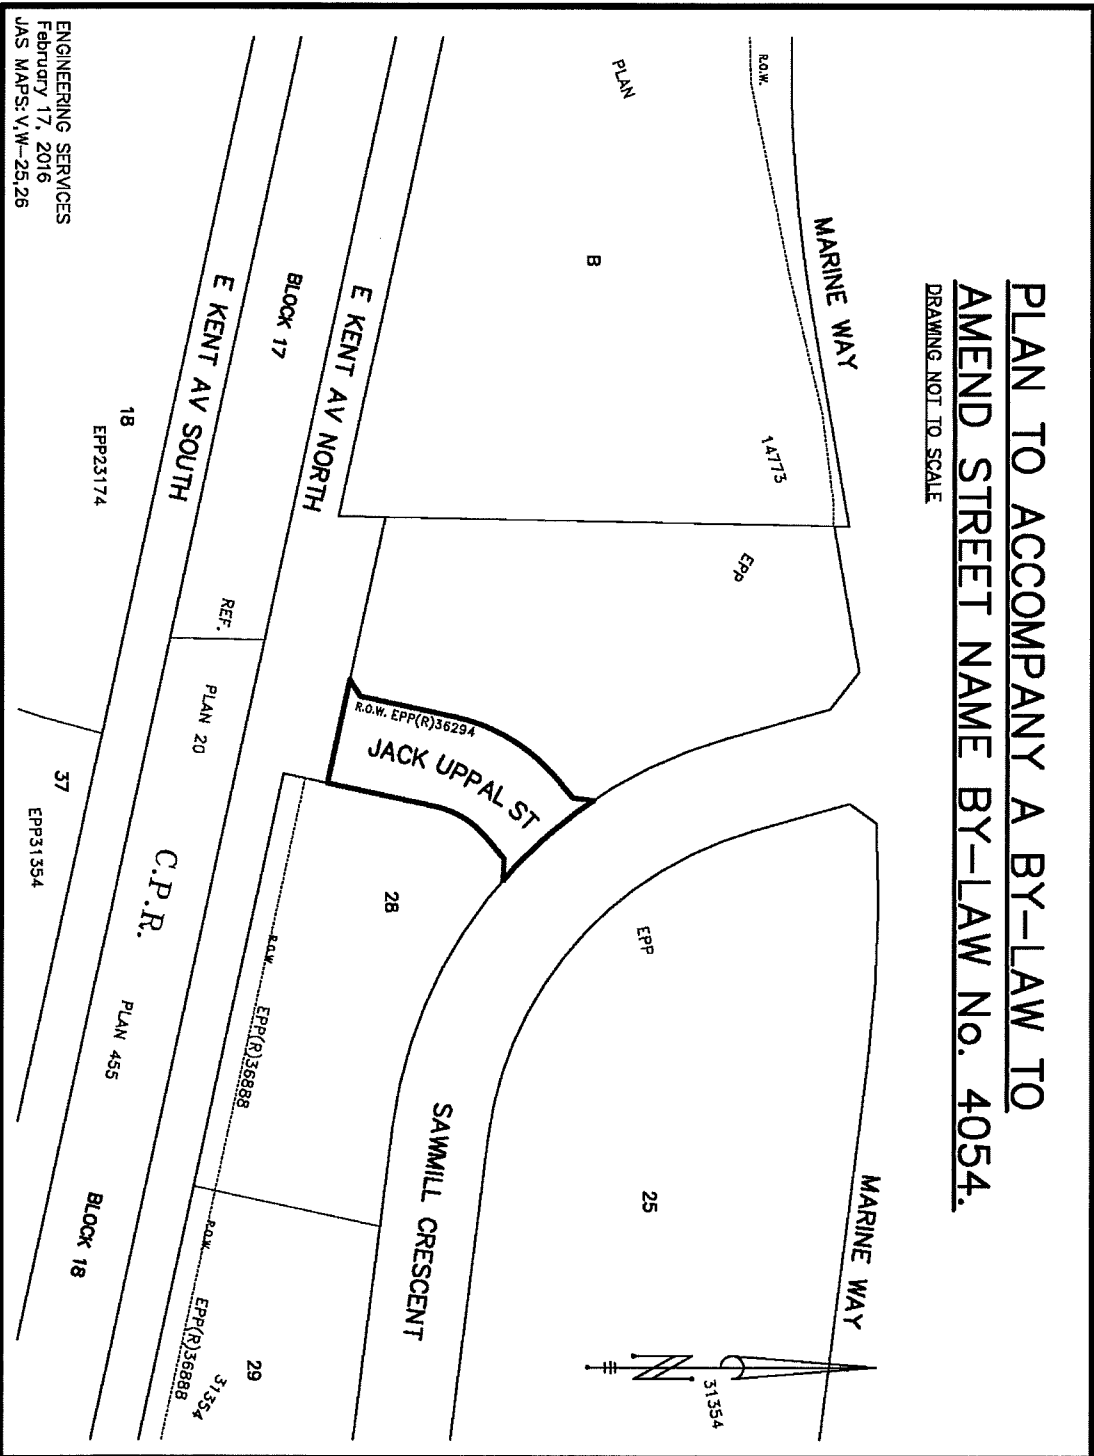 PLAN TO ACCOMPANY A BY-LAW TO
AMEND STREET NAME BY-LAW No. 4054.
DRAWING NOT TO SCALE
MARINE WAY
R.O.W.
PLAN
B
14773
EPP
MARINE WAY
EPP
25
31354
R.O.W. EPP(R)36294
JACK UPPAL ST
SAWMILL CRESCENT
28
E KENT AV NORTH
BLOCK 17
E KENT AV SOUTH
REF.
PLAN 20
C.P.R.
PLAN 455
BLOCK 18
R.O.W.
EPP(R)36888
R.O.W.
EPP(R)36888
29
31354
18
EPP23174
37
EPP31354
ENGINEERING SERVICES
February 17, 2016
JAS MAPS: V,W-25,26